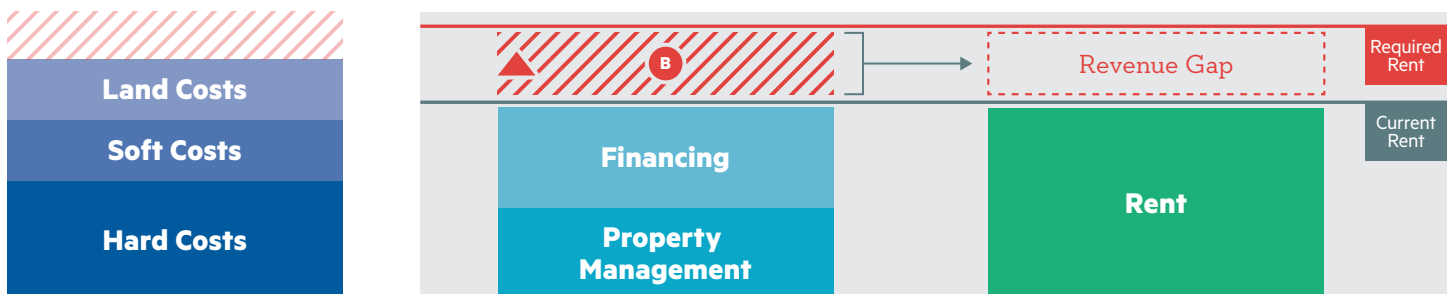 Land Costs
Soft Costs
Hard Costs
B
Financing
Property
Management
Revenue Gap
Rent
Required
Rent
Current
Rent